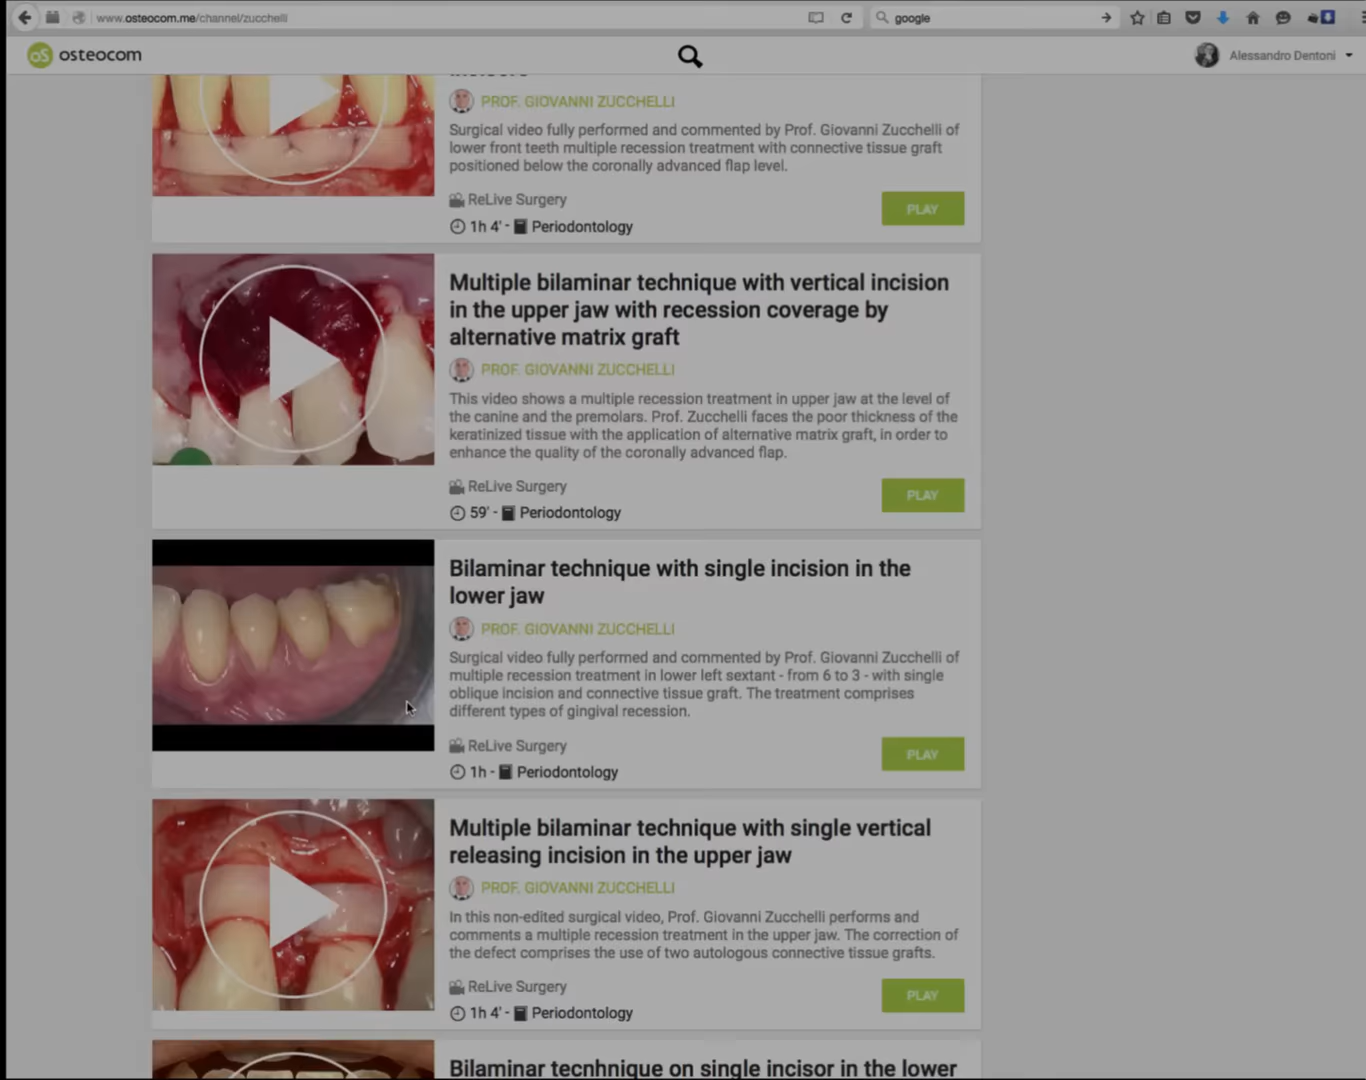 www.osteocom.me/channel/zucchelli
google
osteocom
Alessandro Dentoni
PROF. GIOVANNI ZUCCHELLI
Surgical video fully performed and commented by Prof. Giovanni Zucchelli of
lower front teeth multiple recession treatment with connective tissue graft
positioned below the coronally advanced flap level.
ReLive Surgery
PLAY
1h 4' - Periodontology
Multiple bilaminar technique with vertical incision
in the upper jaw with recession coverage by
alternative matrix graft
PROF. GIOVANNI ZUCCHELLI
This video shows a multiple recession treatment in upper jaw at the level of
the canine and the premolars. Prof. Zucchelli faces the poor thickness of the
keratinized tissue with the application of alternative matrix graft, in order to
enhance the quality of the coronally advanced flap.
ReLive Surgery
PLAY
59' - Periodontology
Bilaminar technique with single incision in the
lower jaw
PROF. GIOVANNI ZUCCHELLI
Surgical video fully performed and commented by Prof. Giovanni Zucchelli of
multiple recession treatment in lower left sextant - from 6 to 3 - with single
oblique incision and connective tissue graft. The treatment comprises
different types of gingival recession.
ReLive Surgery
PLAY
1h - Periodontology
Multiple bilaminar technique with single vertical
releasing incision in the upper jaw
PROF. GIOVANNI ZUCCHELLI
In this non-edited surgical video, Prof. Giovanni Zucchelli performs and
comments a multiple recession treatment in the upper jaw. The correction of
the defect comprises the use of two autologous connective tissue grafts.
ReLive Surgery
PLAY
1h 4' - Periodontology
Bilaminar tecnhnique on single incisor in the lower